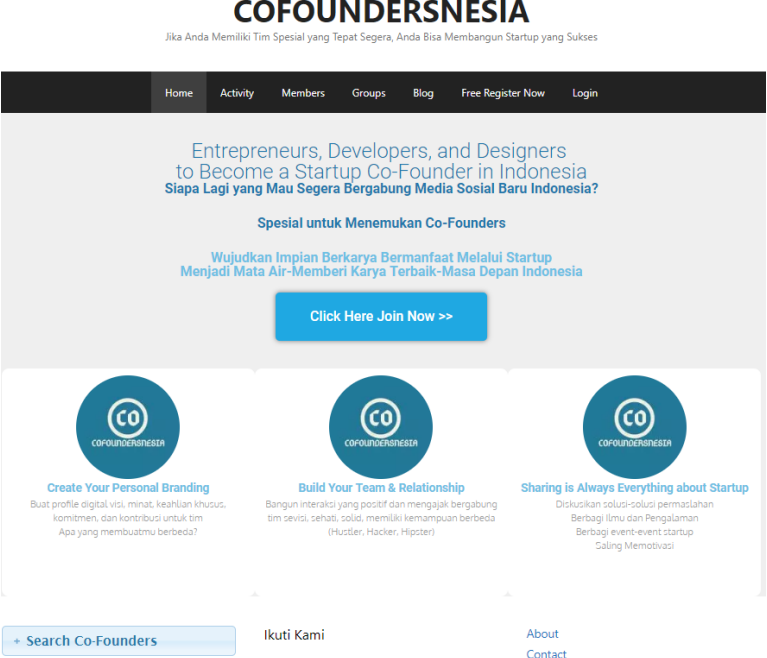 COFOUNDERSNESIA
Jika Anda Memiliki Tim Spesial yang Tepat Segera, Anda Bisa Membangun Startup yang Sukses
Home
Activity
Members
Groups
Blog
Free Register Now
Login
Entrepreneurs, Developers, and Designers
to Become a Startup Co-Founder in Indonesia
Siapa Lagi yang Mau Segera Bergabung Media Sosial Baru Indonesia?
Spesial untuk Menemukan Co-Founders
Wujudkan Impian Berkarya Bermanfaat Melalui Startup
Menjadi Mata Air-Memberi Karya Terbaik-Masa Depan Indonesia
Click Here Join Now >>
CO
COFOUNDERSNESIA
Create Your Personal Branding
Buat profile digital visi, minat, keahlian khusus,
komitmen, dan kontribusi untuk tim
Apa yang membuatmu berbeda?
CO
COFOUNDERSNESIA
Build Your Team & Relationship
Bangun interaksi yang positif dan mengajak bergabung
tim sevisi, sehati, solid, memiliki kemampuan berbeda
(Hustler, Hacker, Hipster)
CO
COFOUNDERSNESIA
Sharing is Always Everything about Startup
Diskusikan solusi-solusi permaslahan
Berbagi Ilmu dan Pengalaman
Berbagi event-event startup
Saling Memotivasi
+ Search Co-Founders
Ikuti Kami
About
Contact